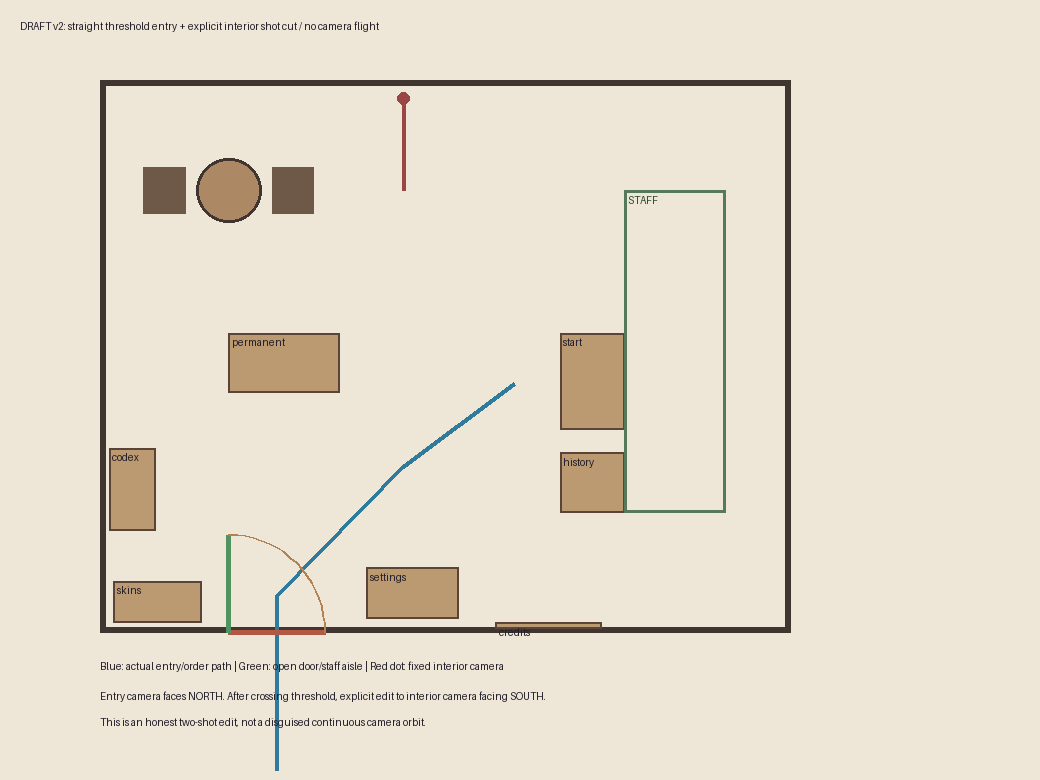 DRAFT v2: straight threshold entry + explicit interior shot cut / no camera flight
STAFF
permanent
start
codex
history
settings
skins
credits
Blue: actual entry/order path | Green: open door/staff aisle | Red dot: fixed interior camera
Entry camera faces NORTH. After crossing threshold, explicit edit to interior camera facing SOUTH.
This is an honest two-shot edit, not a disguised continuous camera orbit.